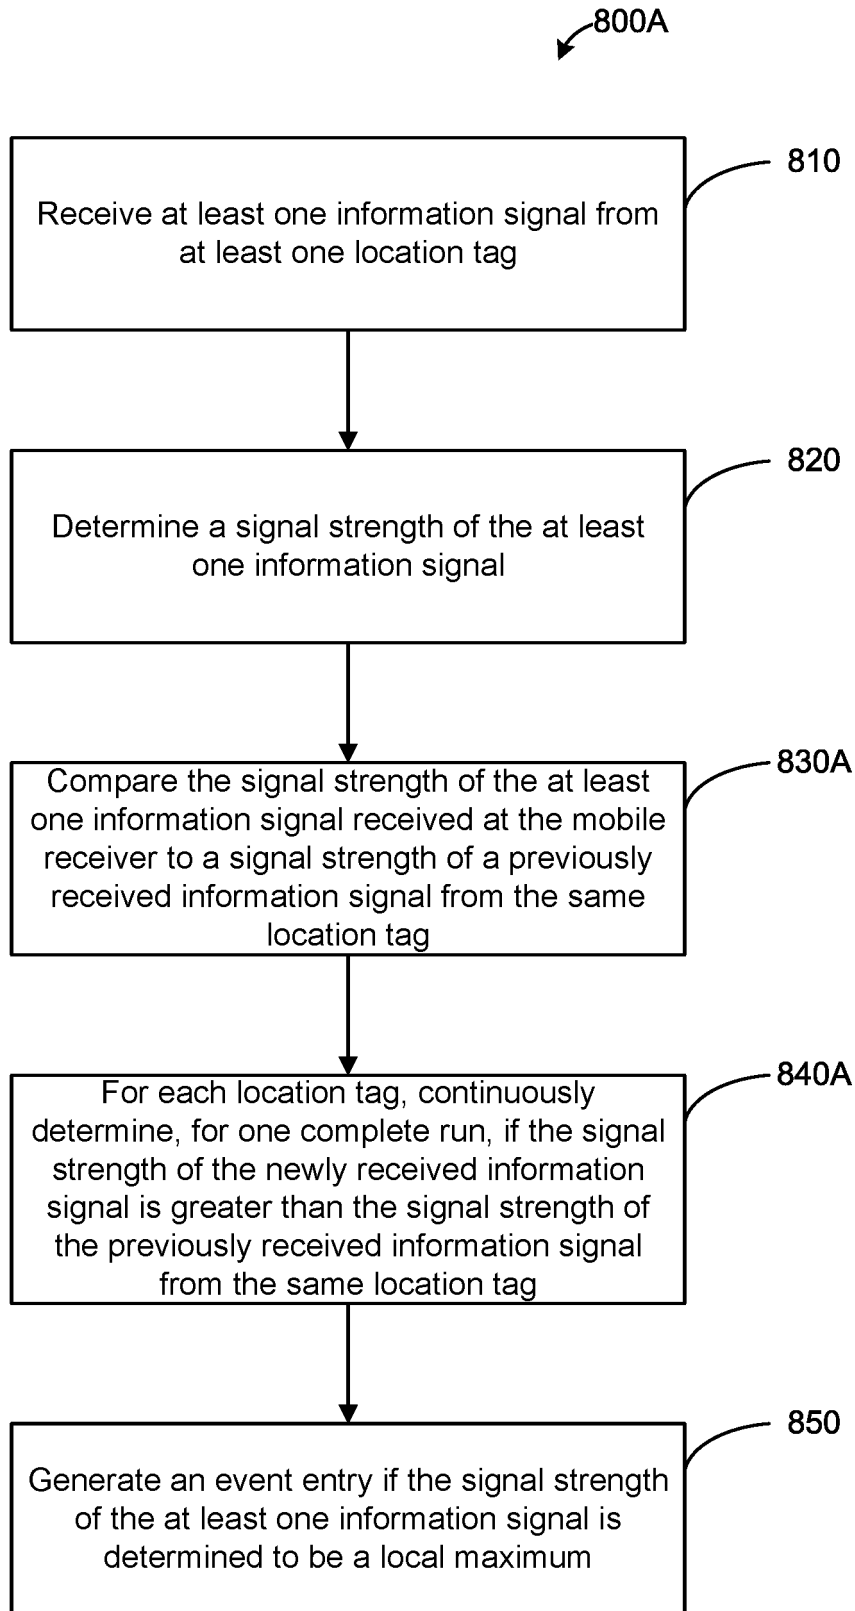 800A
810
Receive at least one information signal from
at least one location tag
820
Determine a signal strength of the at least
one information signal
830A
Compare the signal strength of the at least
one information signal received at the mobile
receiver to a signal strength of a previously
received information signal from the same
location tag
840A
For each location tag, continuously
determine, for one complete run, if the signal
strength of the newly received information
signal is greater than the signal strength of
the previously received information signal
from the same location tag
850
Generate an event entry if the signal strength
of the at least one information signal is
determined to be a local maximum